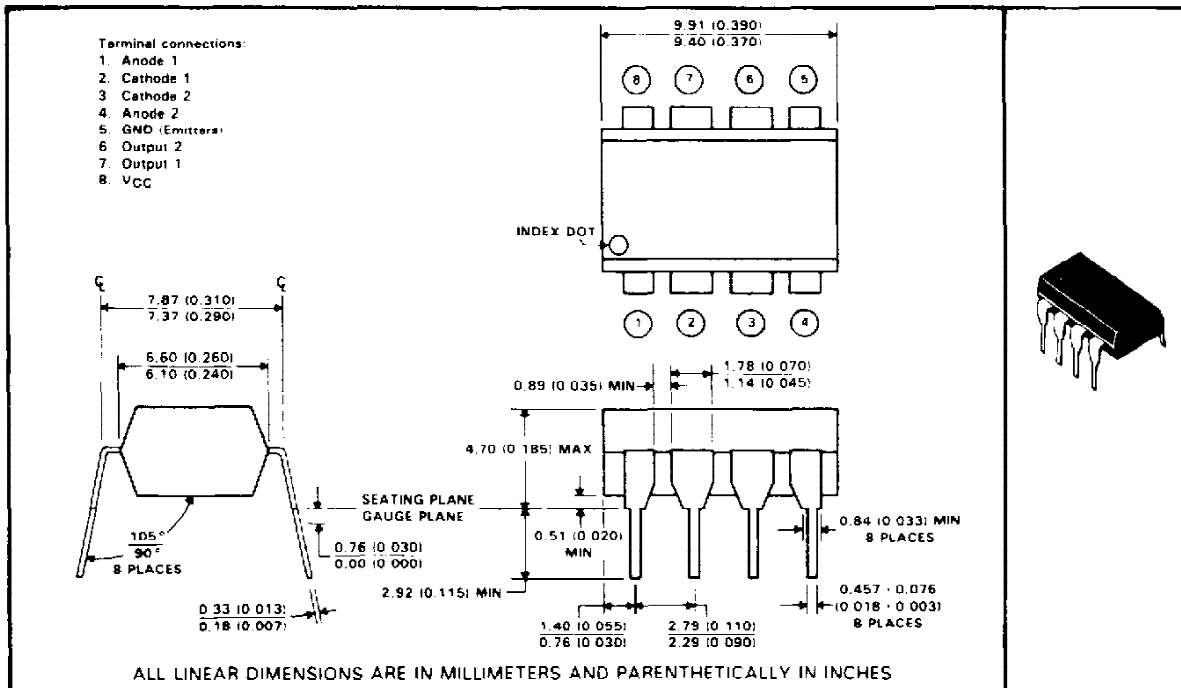 Terminal connections:
1. Anode 1
2. Cathode 1
3 Cathode 2
4. Anode 2
5. GND (Emitters)
6 Output 2
7. Output 1
8. VCC
9.91 (0.390)
9.40 (0.370)
8 7 6 5
INDEX DOT
1 2 3 4
℄ ℄
7.87 (0.310)
7.37 (0.290)
6.60 (0.260)
6.10 (0.240)
105°
90°
8 PLACES
0.33 (0.013)
0.18 (0.007)
SEATING PLANE
GAUGE PLANE
0.76 (0.030)
0.00 (0.000)
0.89 (0.035) MIN
1.78 (0.070)
1.14 (0.045)
4.70 (0.185) MAX
0.51 (0.020)
MIN
2.92 (0.115) MIN
0.84 (0.033) MIN
8 PLACES
0.457 · 0.076
(0.018 · 0.003)
8 PLACES
1.40 (0.055)
0.76 (0.030)
2.79 (0.110)
2.29 (0.090)
ALL LINEAR DIMENSIONS ARE IN MILLIMETERS AND PARENTHETICALLY IN INCHES